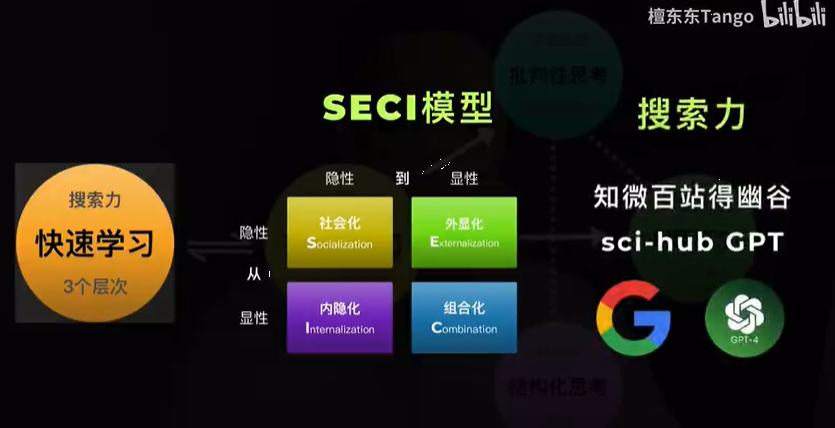 檀东东Tango bilibili
批判性思考
SECI模型
搜索力
隐性 到 显性
搜索力
快速学习
3个层次
隐性
从
显性
社会化
Socialization
外显化
Externalization
内隐化
Internalization
组合化
Combination
知微百站得幽谷
sci-hub GPT
GPT-4
结构化思考